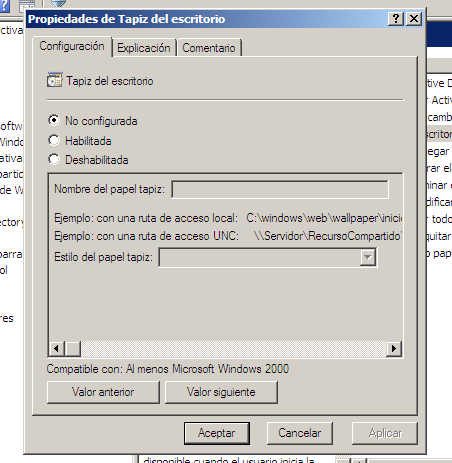 ctiva
Propiedades de Tapiz del escritorio
Configuración
Explicación
Comentario
Tapiz del escritorio
No configurada
Habilitada
Deshabilitada
Nombre del papel tapiz:
Ejemplo: con una ruta de acceso local: C:\windows\web\wallpaper\inicio
Ejemplo: con una ruta de acceso UNC: \\Servidor\RecursoCompartido\
Estilo del papel tapiz:
Compatible con: Al menos Microsoft Windows 2000
Valor anterior
Valor siguiente
Aceptar
Cancelar
Aplicar
disponible cuando el usuario inicia la